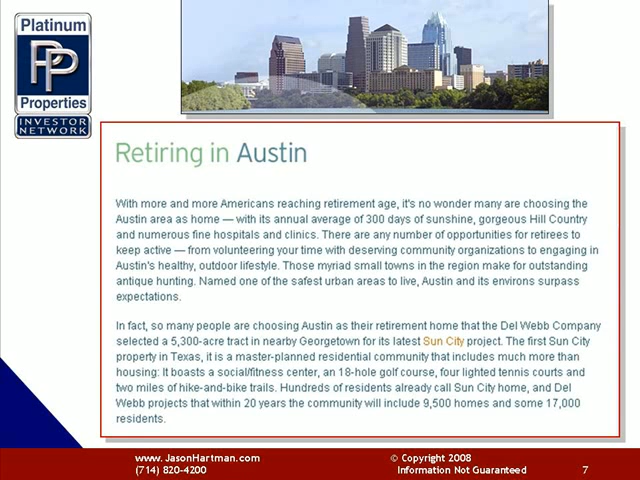 Platinum
PP
Properties
INVESTOR
NETWORK
Retiring in Austin
With more and more Americans reaching retirement age, it's no wonder many are choosing the
Austin area as home — with its annual average of 300 days of sunshine, gorgeous Hill Country
and numerous fine hospitals and clinics. There are any number of opportunities for retirees to
keep active — from volunteering your time with deserving community organizations to engaging in
Austin's healthy, outdoor lifestyle. Those myriad small towns in the region make for outstanding
antique hunting. Named one of the safest urban areas to live, Austin and its environs surpass
expectations.
In fact, so many people are choosing Austin as their retirement home that the Del Webb Company
selected a 5,300-acre tract in nearby Georgetown for its latest Sun City project. The first Sun City
property in Texas, it is a master-planned residential community that includes much more than
housing: It boasts a social/fitness center, an 18-hole golf course, four lighted tennis courts and
two miles of hike-and-bike trails. Hundreds of residents already call Sun City home, and Del
Webb projects that within 20 years the community will include 9,500 homes and some 17,000
residents.
www.JasonHartman.com © Copyright 2008
(714) 820-4200 Information Not Guaranteed 7